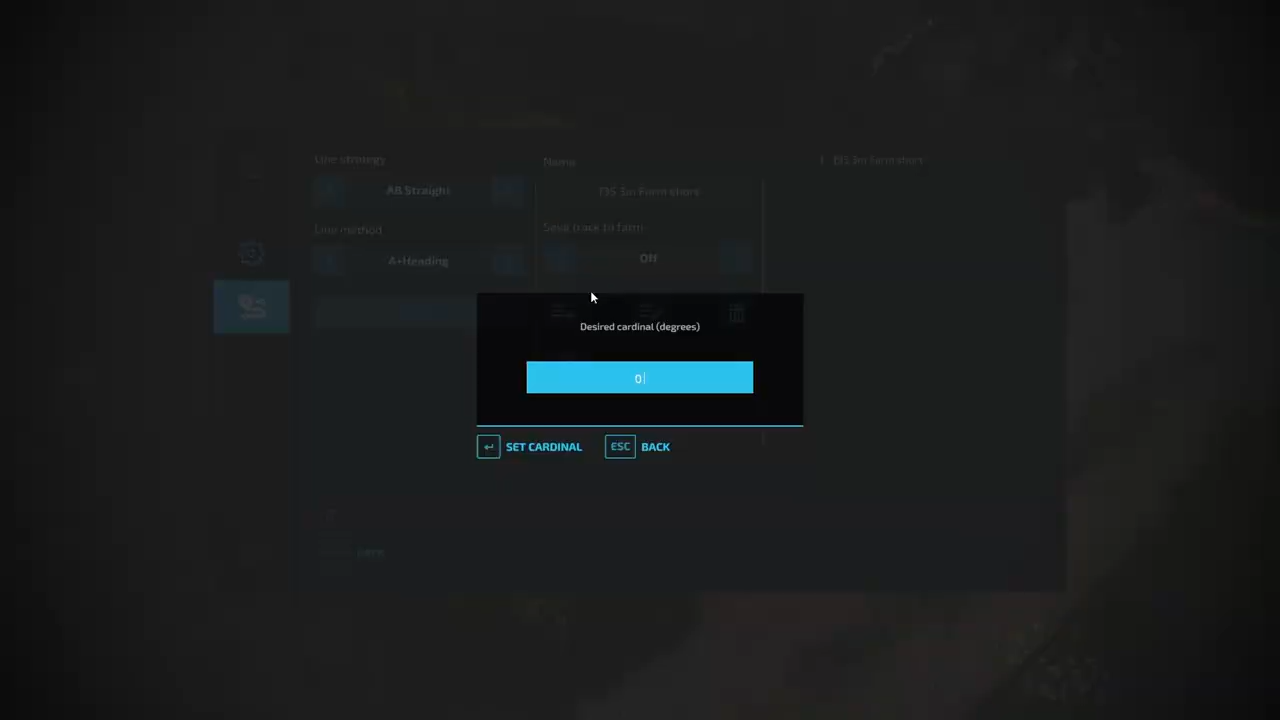 Line strategy
AB Straight
Line method
A+Heading
Name
Save track to farm
Off
Desired cardinal (degrees)
0
SET CARDINAL
ESC BACK